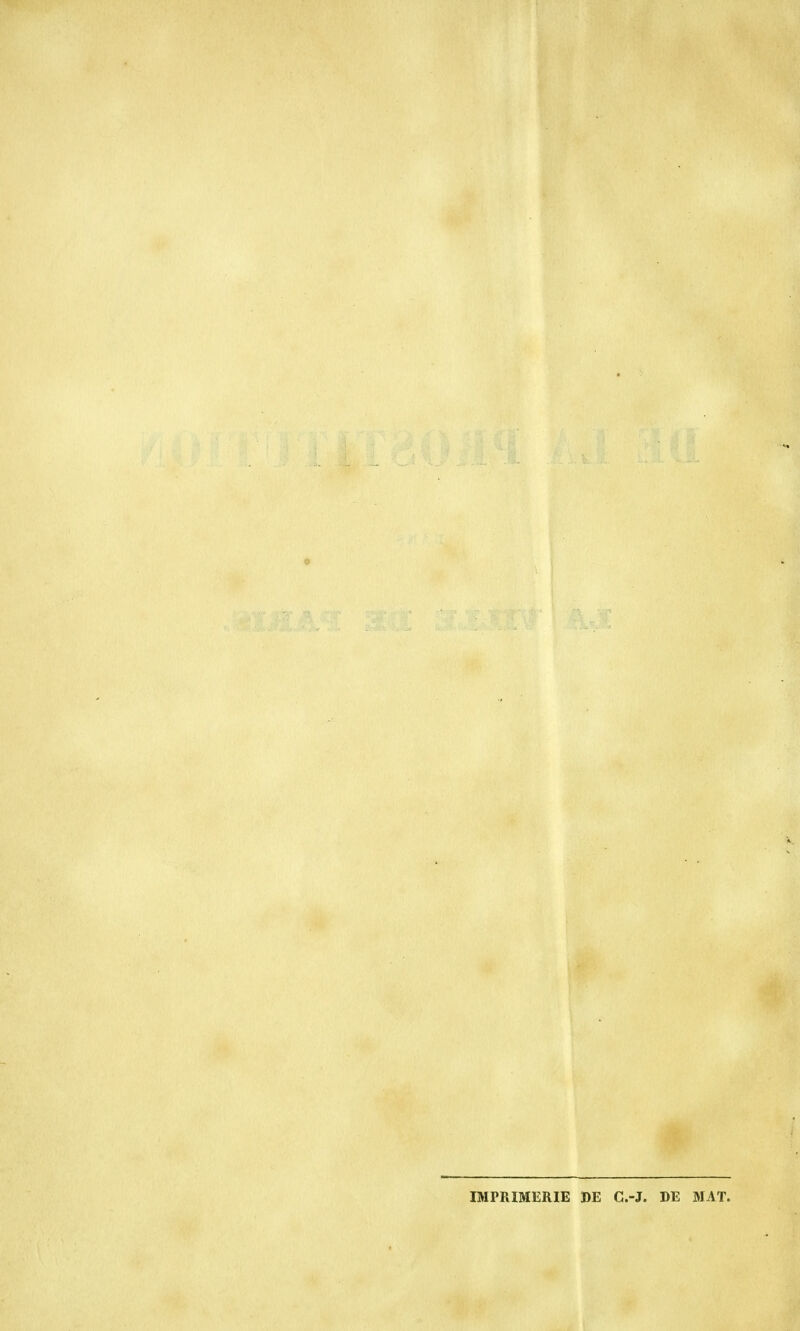 IMPRIMERIE DE C.-J. DE MAT.